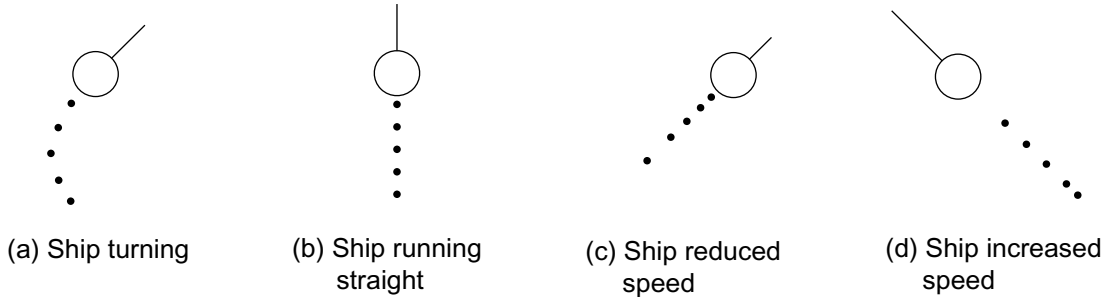 (a) Ship turning
(b) Ship running
straight
(c) Ship reduced
speed
(d) Ship increased
speed